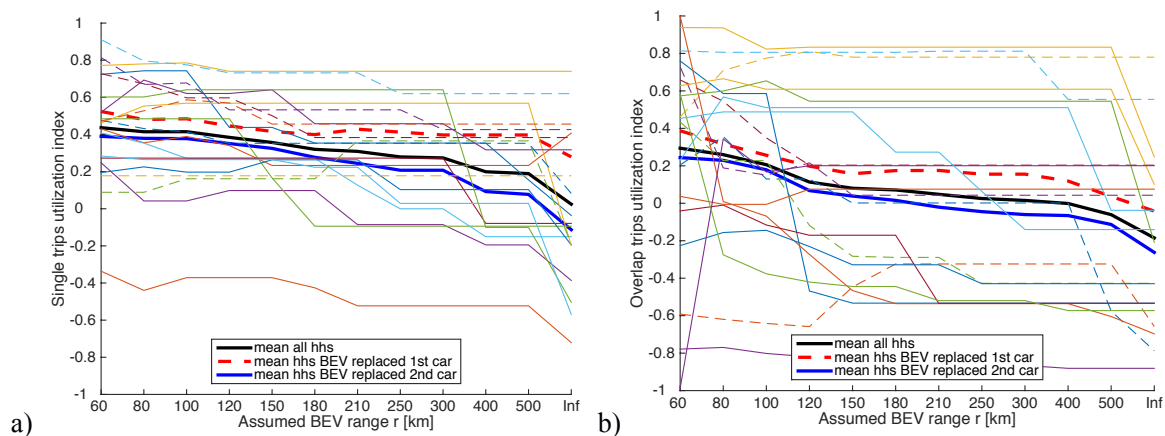 Single trips utilization index
1
0.8
0.6
0.4
0.2
0
-0.2
-0.4
-0.6
-0.8
-1
mean all hhs
mean hhs BEV replaced 1st car
mean hhs BEV replaced 2nd car
60 80 100 120 150 180 210 250 300 400 500 Inf
Assumed BEV range r [km]
a)
Overlap trips utilization index
1
0.8
0.6
0.4
0.2
0
-0.2
-0.4
-0.6
-0.8
-1
mean all hhs
mean hhs BEV replaced 1st car
mean hhs BEV replaced 2nd car
60 80 100 120 150 180 210 250 300 400 500 Inf
Assumed BEV range r [km]
b)